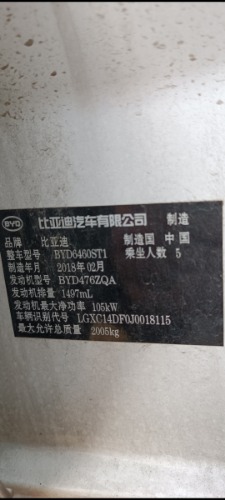 BYD 比亚迪汽车有限公司 制造
品牌 比亚迪 制造国 中国
整车型号 BYD6460ST1 乘坐人数 5
制造年月 2018年02月
发动机型号 BYD476ZQA
发动机排量 1497mL
发动机最大净功率 105kW
车辆识别代号 LGXC14DF0J0018115
最大允许总质量 2005kg